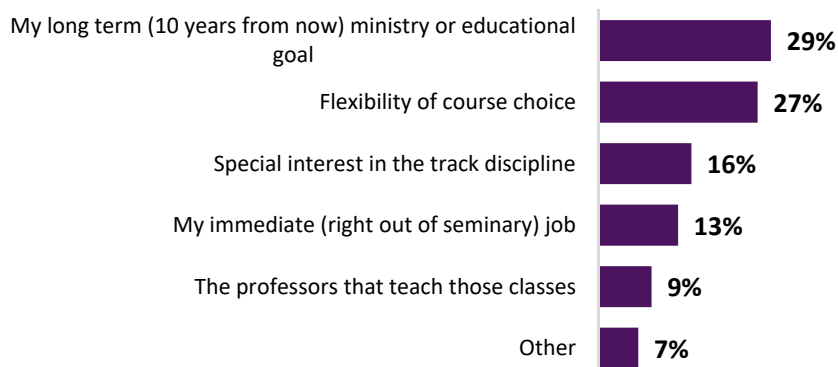 My long term (10 years from now) ministry or educational
goal
29%
Flexibility of course choice
27%
Special interest in the track discipline
16%
My immediate (right out of seminary) job
13%
The professors that teach those classes
9%
Other
7%